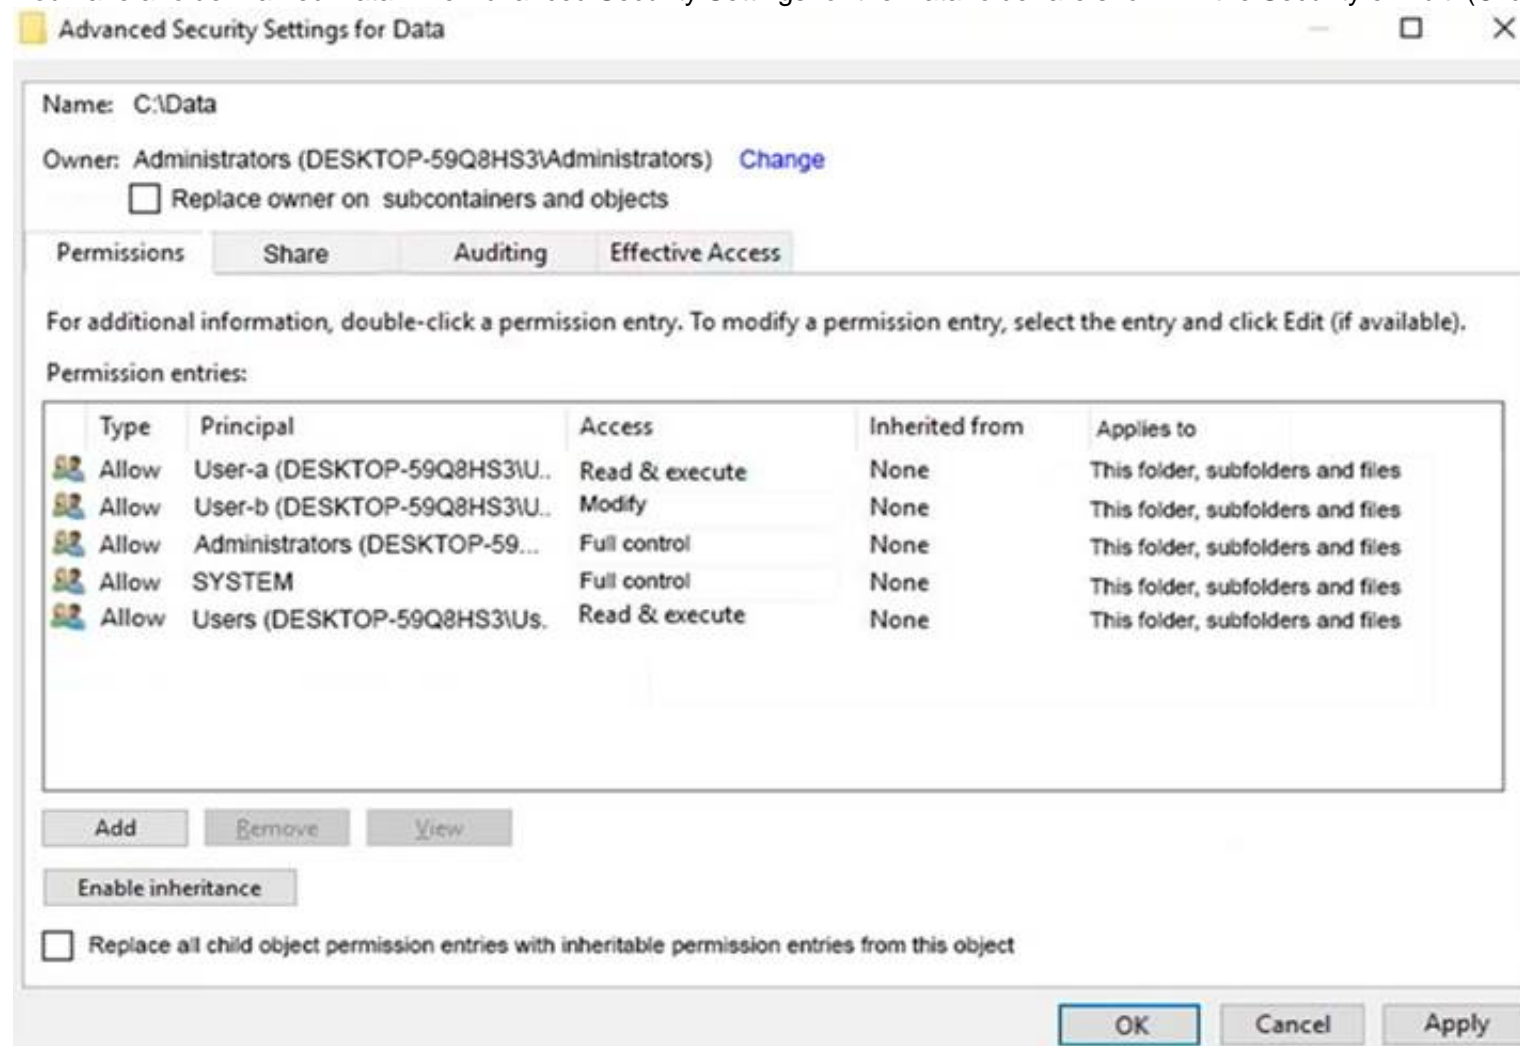 Advanced Security Settings for Data
Name: C:\Data
Owner: Administrators (DESKTOP-59Q8HS3\Administrators) Change
Replace owner on subcontainers and objects
Permissions Share Auditing Effective Access
For additional information, double-click a permission entry. To modify a permission entry, select the entry and click Edit (if available).
Permission entries:
Type Principal Access Inherited from Applies to
Allow User-a (DESKTOP-59Q8HS3\U.. Read & execute None This folder, subfolders and files
Allow User-b (DESKTOP-59Q8HS3\U.. Modify None This folder, subfolders and files
Allow Administrators (DESKTOP-59... Full control None This folder, subfolders and files
Allow SYSTEM Full control None This folder, subfolders and files
Allow Users (DESKTOP-59Q8HS3\Us. Read & execute None This folder, subfolders and files
Add Remove View
Enable inheritance
Replace all child object permission entries with inheritable permission entries from this object
OK Cancel Apply